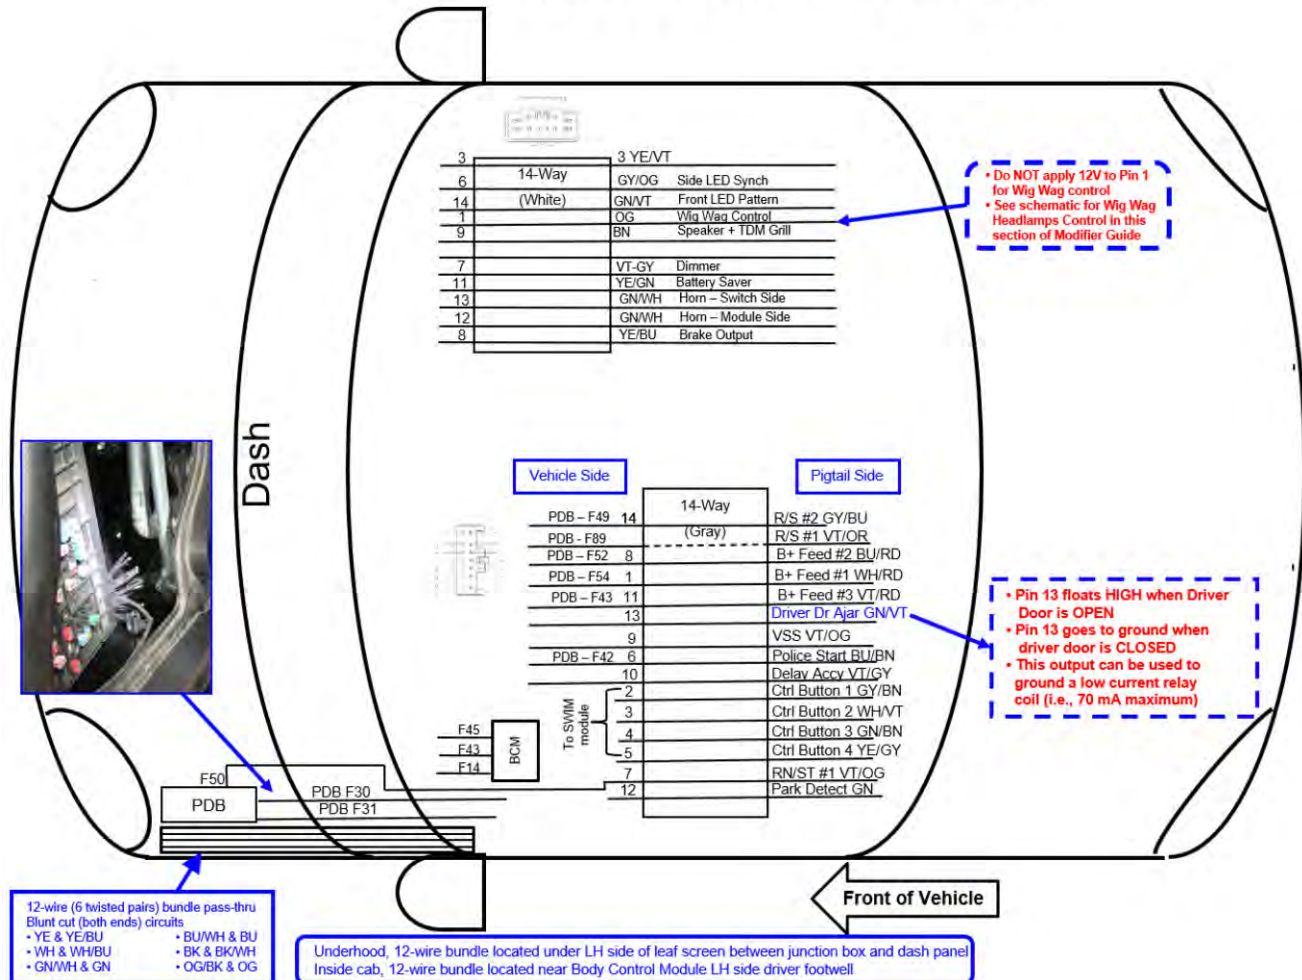 3 3 YE/VT
14-Way
(White)
6 GY/OG Side LED Synch
14 GN/VT Front LED Pattern
1 OG Wig Wag Control
9 BN Speaker + TDM Grill
7 VT-GY Dimmer
11 YE/GN Battery Saver
13 GN/WH Horn – Switch Side
12 GN/WH Horn – Module Side
8 YE/BU Brake Output
• Do NOT apply 12V to Pin 1
for Wig Wag control
• See schematic for Wig Wag
Headlamps Control in this
section of Modifier Guide
Dash
Vehicle Side
Pigtail Side
14-Way
(Gray)
PDB – F49 14 R/S #2 GY/BU
PDB - F89 R/S #1 VT/OR
PDB – F52 8 B+ Feed #2 BU/RD
PDB – F54 1 B+ Feed #1 WH/RD
PDB – F43 11 B+ Feed #3 VT/RD
13 Driver Dr Ajar GN/VT
9 VSS VT/OG
PDB – F42 6 Police Start BU/BN
10 Delay Accy VT/GY
2 Ctrl Button 1 GY/BN
3 Ctrl Button 2 WH/VT
4 Ctrl Button 3 GN/BN
5 Ctrl Button 4 YE/GY
7 RN/ST #1 VT/OG
12 Park Detect GN
To SWIM
module
• Pin 13 floats HIGH when Driver
Door is OPEN
• Pin 13 goes to ground when
driver door is CLOSED
• This output can be used to
ground a low current relay
coil (i.e., 70 mA maximum)
F45
F43
F14
BCM
F50
PDB
PDB F30
PDB F31
Front of Vehicle
12-wire (6 twisted pairs) bundle pass-thru
Blunt cut (both ends) circuits
• YE & YE/BU • BU/WH & BU
• WH & WH/BU • BK & BK/WH
• GN/WH & GN • OG/BK & OG
Underhood, 12-wire bundle located under LH side of leaf screen between junction box and dash panel
Inside cab, 12-wire bundle located near Body Control Module LH side driver footwell